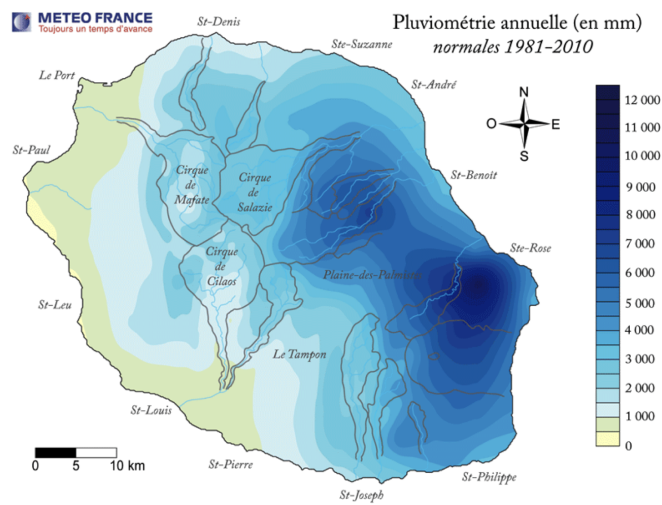 METEO FRANCE
Toujours un temps d'avance
Pluviométrie annuelle (en mm)
normales 1981-2010
St-Denis
Ste-Suzanne
Le Port
St-André
N
O
E
S
St-Paul
St-Benoit
Cirque
de
Mafate
Cirque
de
Salazie
Ste-Rose
Cirque
de
Cilaos
St-Leu
Le Tampon
St-Louis
St-Pierre
St-Philippe
St-Joseph
0 5 10 km
12 000
11 000
10 000
9 000
8 000
7 000
6 000
5 000
4 000
3 000
2 000
1 000
0